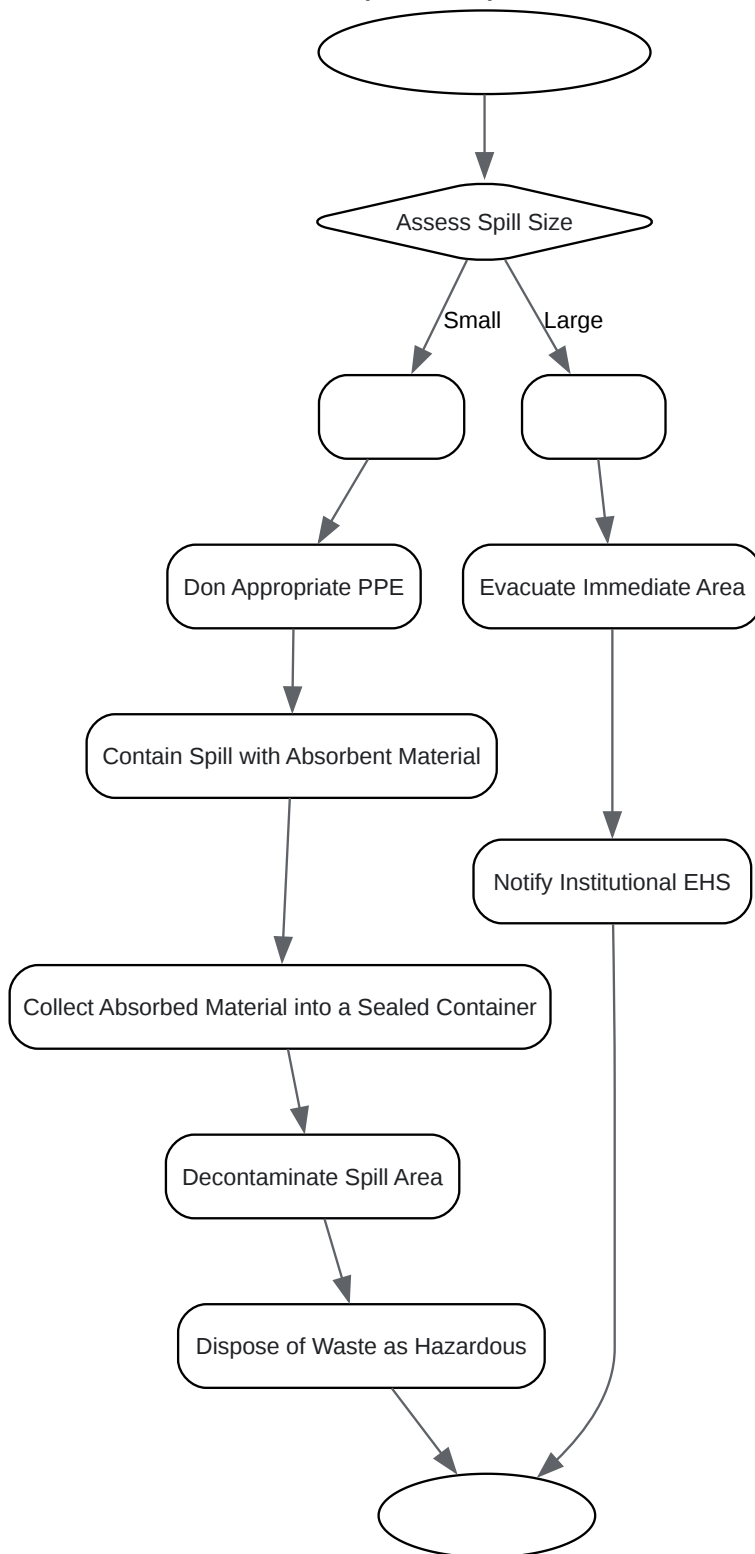 Assess Spill Size
Small
Large
Don Appropriate PPE
Evacuate Immediate Area
Contain Spill with Absorbent Material
Notify Institutional EHS
Collect Absorbed Material into a Sealed Container
Decontaminate Spill Area
Dispose of Waste as Hazardous